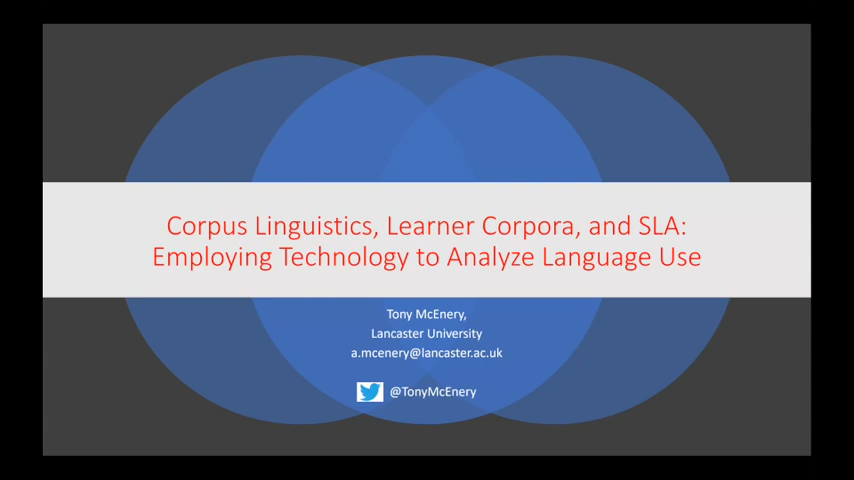 Corpus Linguistics, Learner Corpora, and SLA:
Employing Technology to Analyze Language Use
Tony McEnery,
Lancaster University
a.mcenery@lancaster.ac.uk
@TonyMcEnery